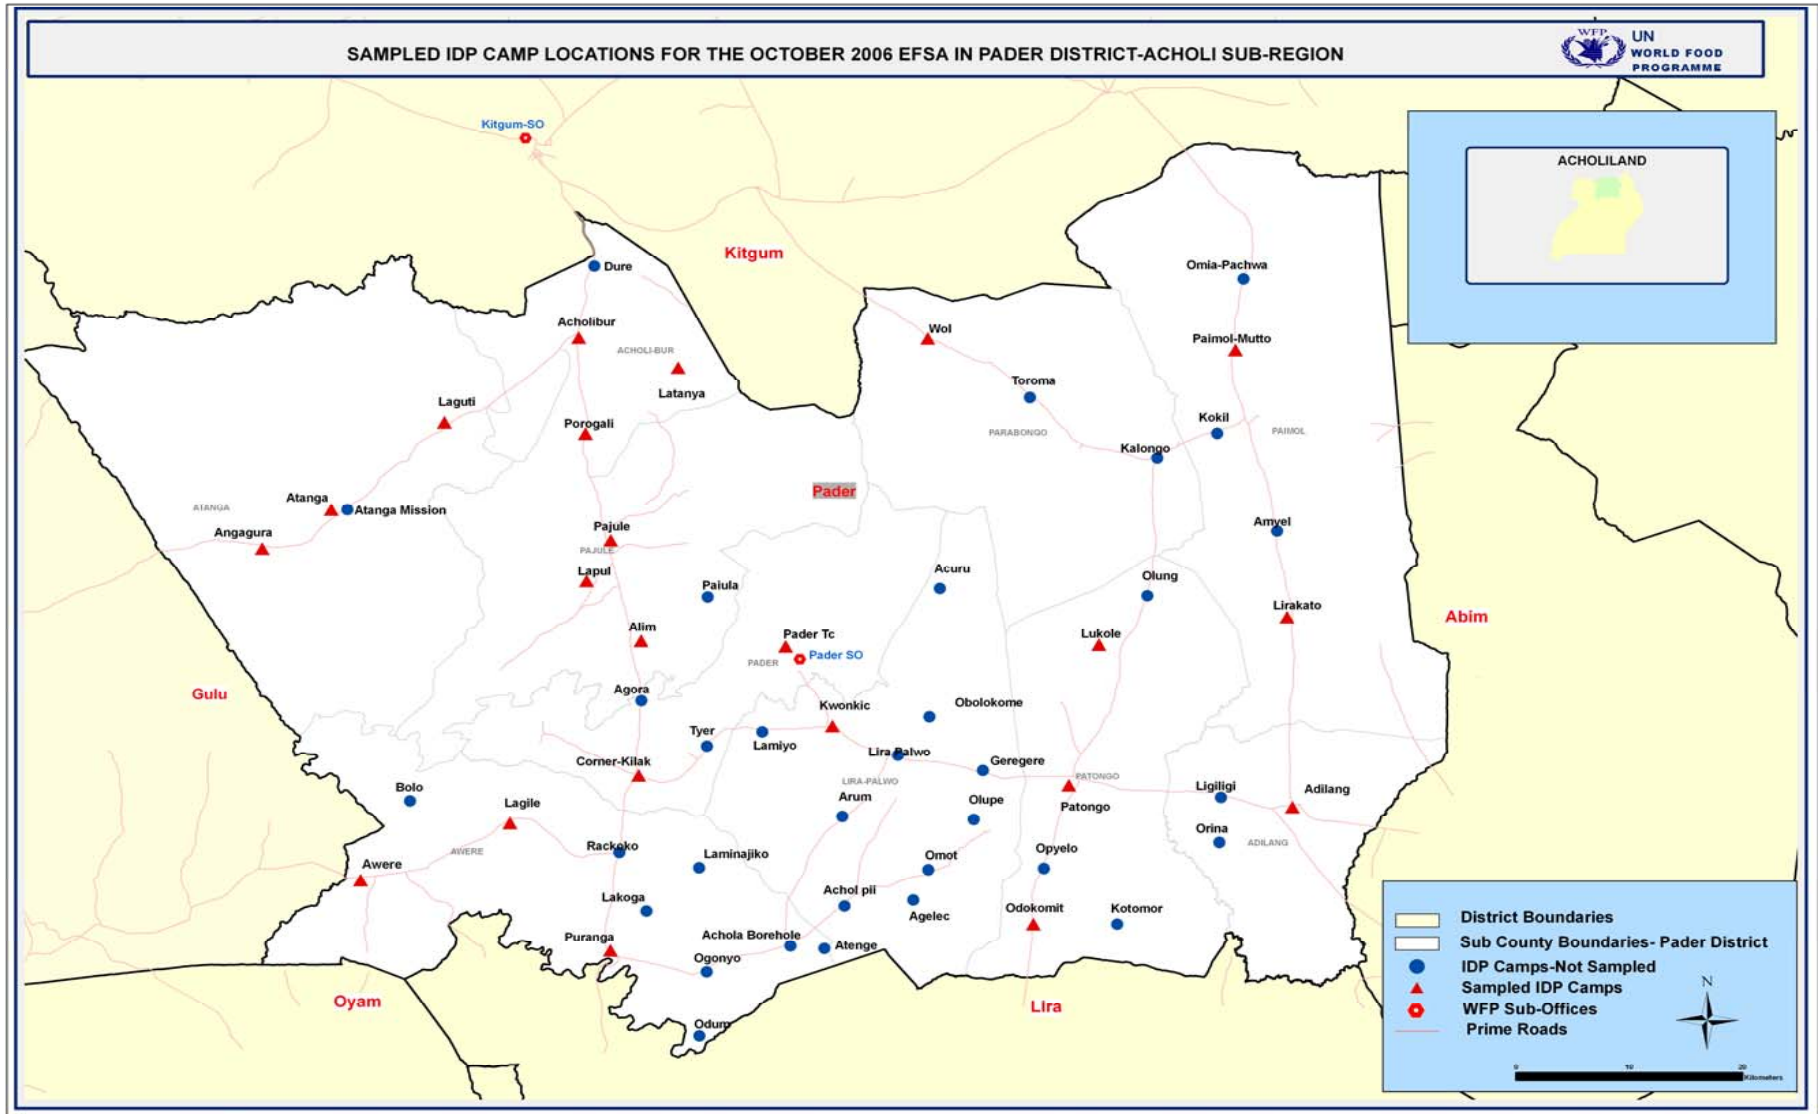 SAMPLED IDP CAMP LOCATIONS FOR THE OCTOBER 2006 EFSA IN PADER DISTRICT-ACHOLI SUB-REGION
WFP
UN
WORLD FOOD
PROGRAMME
Kitgum-SO
ACHOLILAND
Kitgum
Dure
Omia-Pachwa
Acholibur
Wol
Paimol-Mutto
ACHOLI-BUR
Latanya
Toroma
Laguti
Porogali
Kokil
PARABONGO
PAIMOL
Kalongo
Pader
Atanga
ATANGA
Atanga Mission
Angagura
Pajule
PAJULE
Amyel
Lapul
Paiula
Acuru
Olung
Lirakato
Abim
Alim
Pader Tc
Lukole
PADER
Pader SO
Gulu
Agora
Kwonkic
Obolokome
Tyer
Lamiyo
Lira Palwo
Corner-Kilak
Geregere
LIRA-PALWO
PATONGO
Bolo
Lagile
Arum
Olupe
Patongo
Ligiligi
Adilang
Orina
ADILANG
Rackoko
AWERE
Laminajiko
Omot
Opyelo
Awere
Lakoga
Achol pii
Agelec
Odokomit
Kotomor
Puranga
Achola Borehole
Atenge
Ogonyo
Oyam
Lira
Odum
District Boundaries
Sub County Boundaries- Pader District
IDP Camps-Not Sampled
Sampled IDP Camps
WFP Sub-Offices
Prime Roads
N
0 10 20
Kilometers